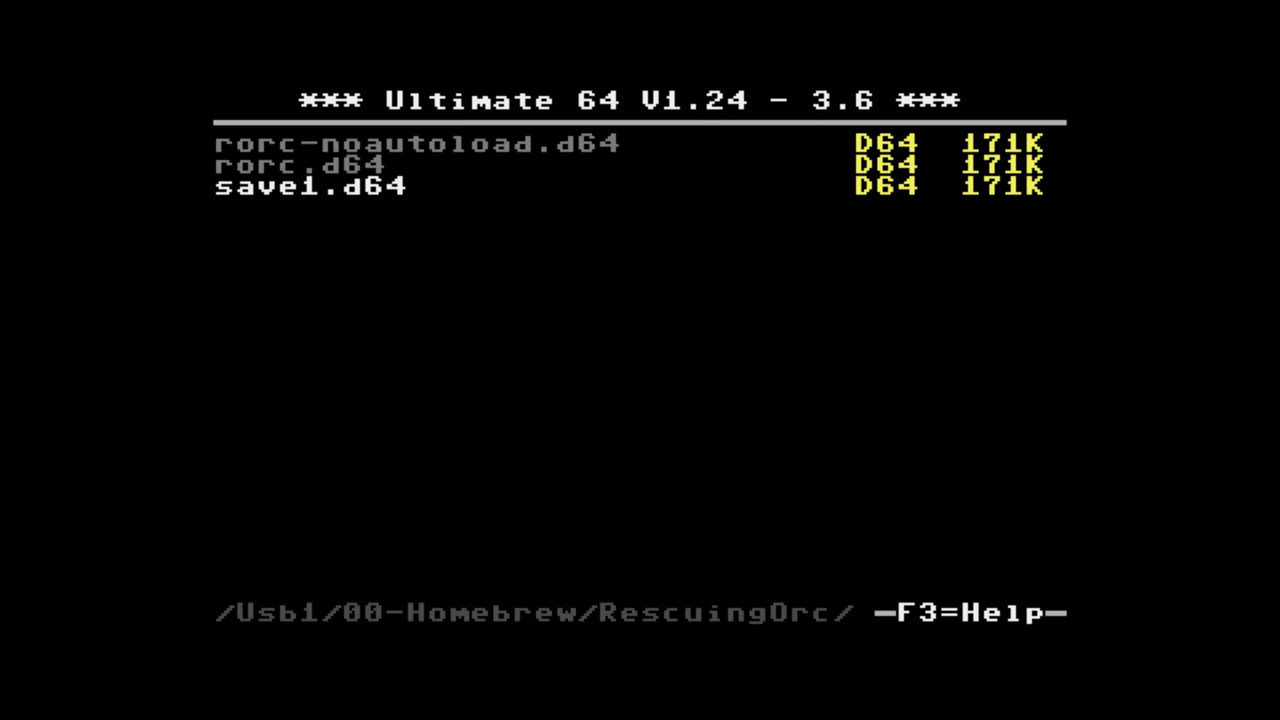 *** Ultimate 64 V1.24 - 3.6 ***
rorc-noautoload.d64 D64 171K
rorc.d64 D64 171K
save1.d64 D64 171K
/Usb1/00-Homebrew/RescuingOrc/ —F3=Help—